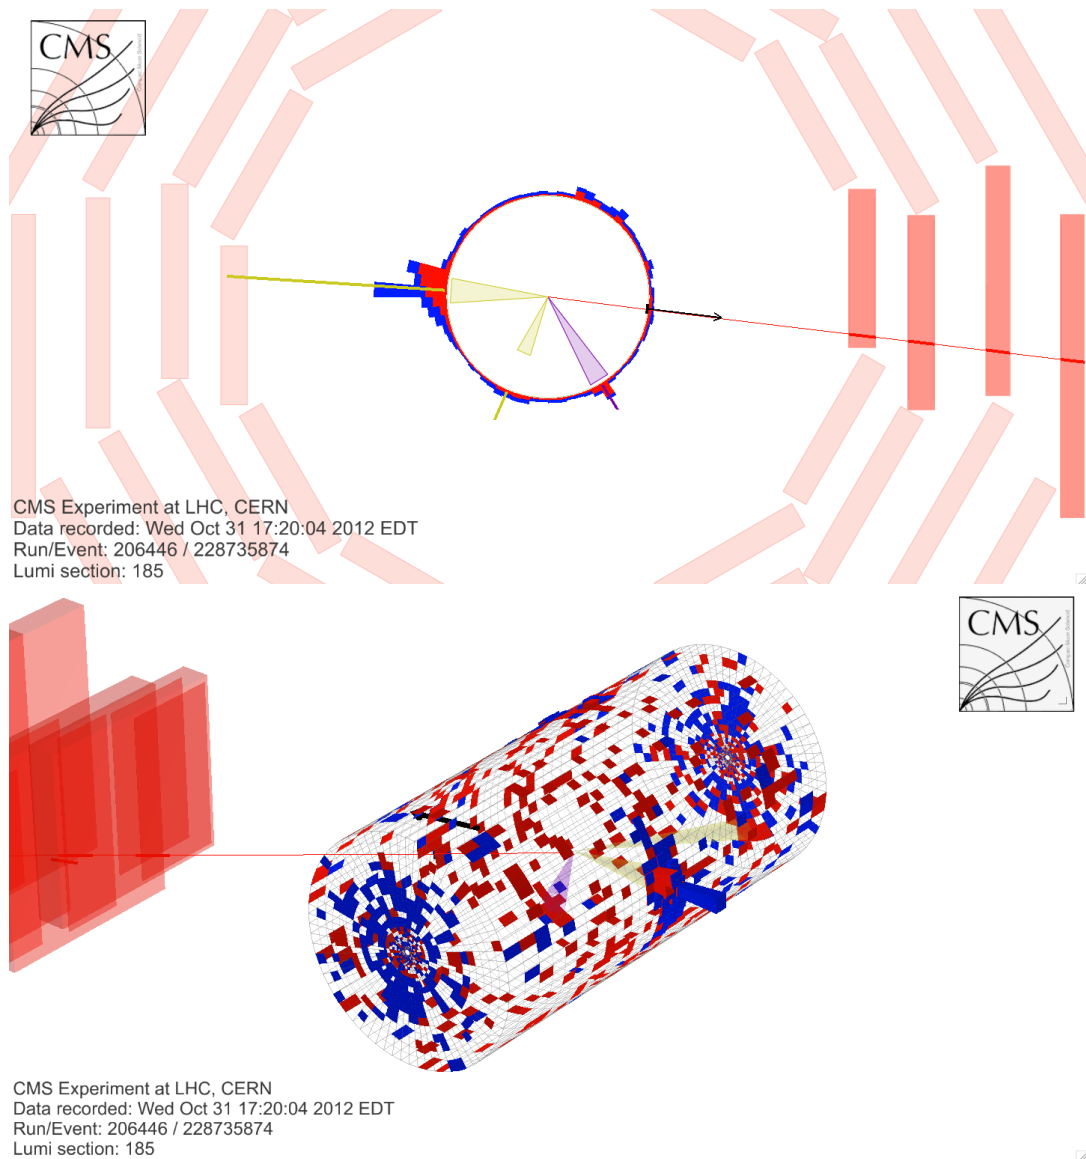 CMS
CMS Experiment at LHC, CERN
Data recorded: Wed Oct 31 17:20:04 2012 EDT
Run/Event: 206446 / 228735874
Lumi section: 185
CMS
CMS Experiment at LHC, CERN
Data recorded: Wed Oct 31 17:20:04 2012 EDT
Run/Event: 206446 / 228735874
Lumi section: 185